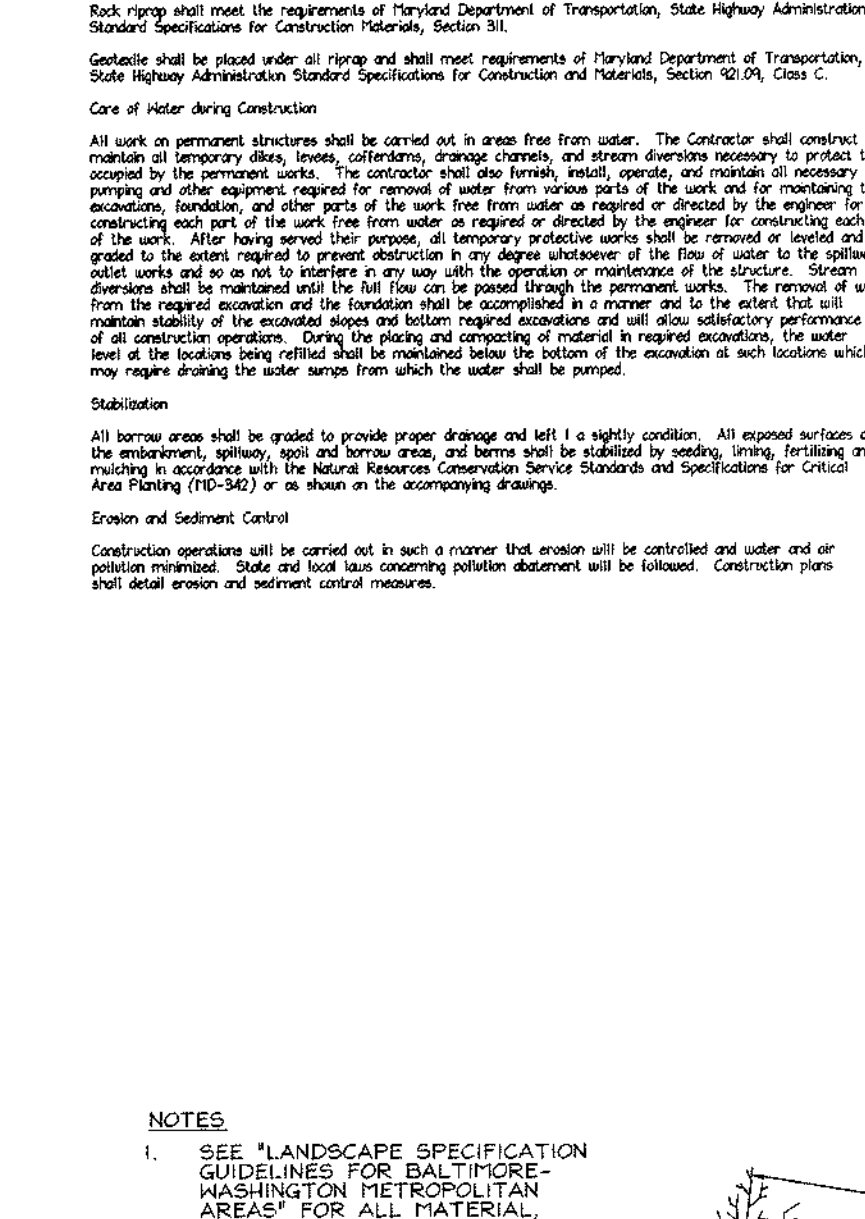 Rock riprap shall meet the requirements of Maryland Department of Transportation, State Highway Administration
Standard Specifications for Construction Materials, Section 311.
Geotextile shall be placed under all riprap and shall meet requirements of Maryland Department of Transportation,
State Highway Administration Standard Specifications for Construction and Materials, Section 921.09, Class C.
Care of Water during Construction
All work on permanent structures shall be carried out in areas free from water. The Contractor shall construct
maintain all temporary dikes, levees, cofferdams, drainage channels, and stream diversions necessary to protect
occupied by the permanent works. The contractor shall also furnish, install, operate, and maintain all necessary
pumping and other equipment required for removal of water from various parts of the work and for maintaining
excavations, foundation, and other parts of the work free from water as required or directed by the engineer for
constructing each part of the work free from water as required or directed by the engineer for constructing each
of the work. After having served their purpose, all temporary protective works shall be removed or leveled and
graded to the extent required to prevent obstruction in any degree whatsoever of the flow of water to the
outlet works and so as not to interfere in any way with the operation or maintenance of the structure. Stream
diversions shall be maintained until the full flow can be passed through the permanent works. The removal of
from the required excavation and the foundation shall be accomplished in a manner and to the extent that will
maintain stability of the excavated slopes and bottom required excavations and will allow satisfactory performance
of all construction operations. During the placing and compacting of material in required excavations, the water
level at the locations being refilled shall be maintained below the bottom of the excavation at such locations which
may require draining the water sumps from which the water shall be pumped.
Stabilization
All borrow areas shall be graded to provide proper drainage and left I a sightly condition. All exposed surfaces
the embankment, spillway, spoil and borrow areas, and berms shall be stabilized by seeding, liming, fertilizing
mulching in accordance with the Natural Resources Conservation Service Standards and Specifications for Critical
Area Planting (MD-342) or as shown on the accompanying drawings.
Erosion and Sediment Control
Construction operations will be carried out in such a manner that erosion will be controlled and water and air
pollution minimized. State and local laws concerning pollution abatement will be followed. Construction plans
shall detail erosion and sediment control measures.
NOTES
1. SEE "LANDSCAPE SPECIFICATION
GUIDELINES FOR BALTIMORE-
WASHINGTON METROPOLITAN
AREAS" FOR ALL MATERIAL,